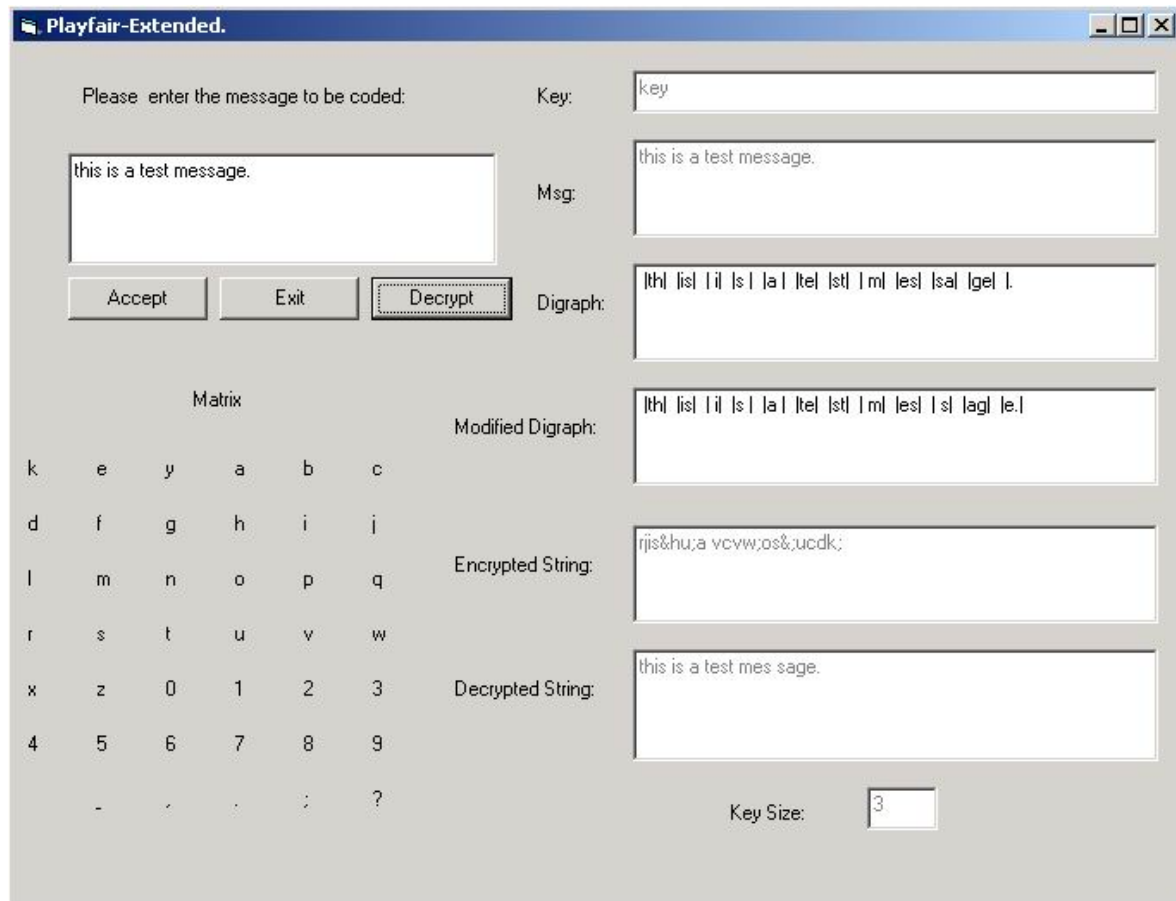 Playfair-Extended.
Please enter the message to be coded:
this is a test message.
Accept Exit Decrypt
Key: key
Msg: this is a test message.
Digraph: |th| |is| | i| |s | |a | |te| |st| | m| |es| |sa| |ge| |.
Modified Digraph: |th| |is| | i| |s | |a | |te| |st| | m| |es| | s| |ag| |e.|
Encrypted String: rjis&hu;a vcvw;os&;ucdk;
Decrypted String: this is a test mes sage.
Key Size: 3
Matrix
k e y a b c
d f g h i j
l m n o p q
r s t u v w
x z 0 1 2 3
4 5 6 7 8 9
- , . ; ?